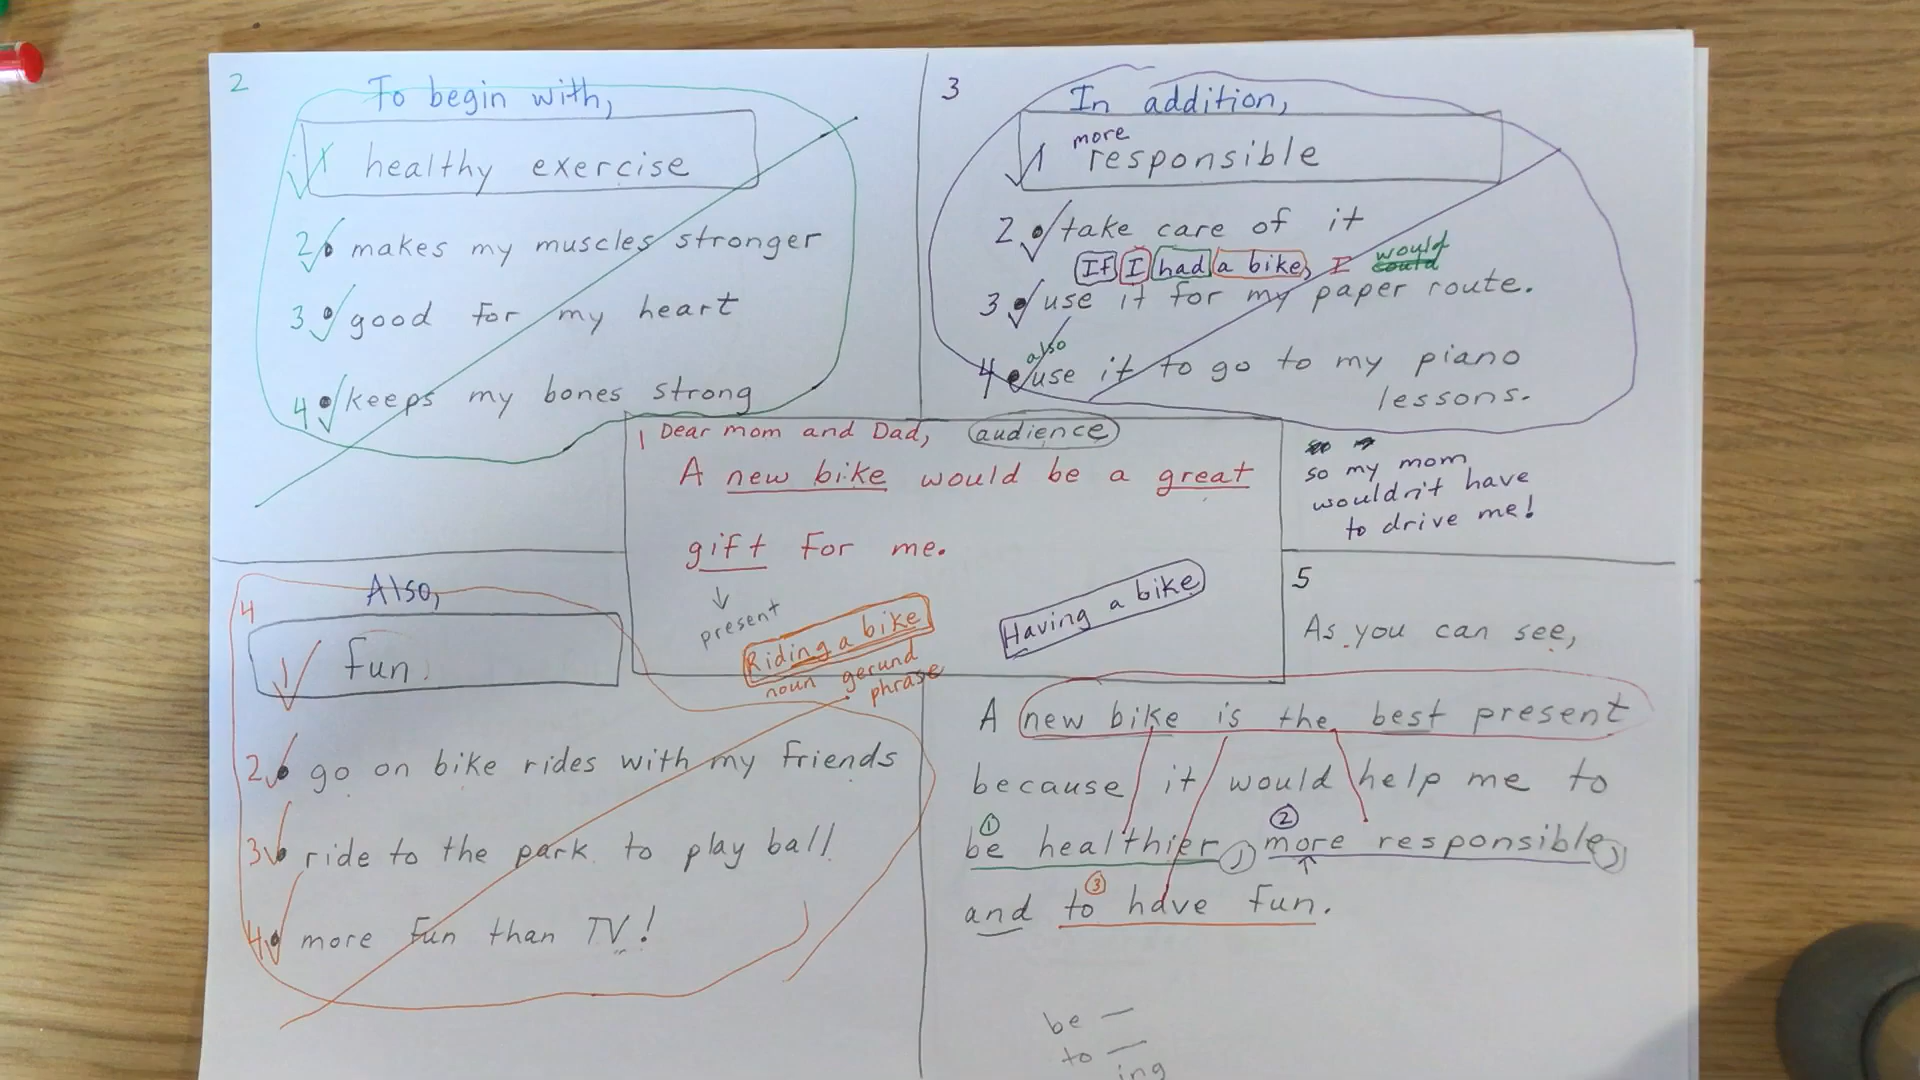 2
To begin with,
1 healthy exercise
2 makes my muscles stronger
3 good for my heart
4 keeps my bones strong
3
In addition,
more
1 responsible
2 take care of it
If I had a bike, I would
could
3 use it for my paper route.
also
4 use it to go to my piano
lessons.
so my mom
wouldn't have
to drive me!
1 Dear mom and Dad, audience
A new bike would be a great
gift for me.
↓
present
Riding a bike
noun gerund
phrase
Having a bike
4
Also,
1 fun
2 go on bike rides with my friends
3 ride to the park to play ball
4 more fun than TV!
5
As you can see,
A new bike is the best present
because it would help me to
① ②
be healthier, more responsible,
③
and to have fun.
be —
to —
ing